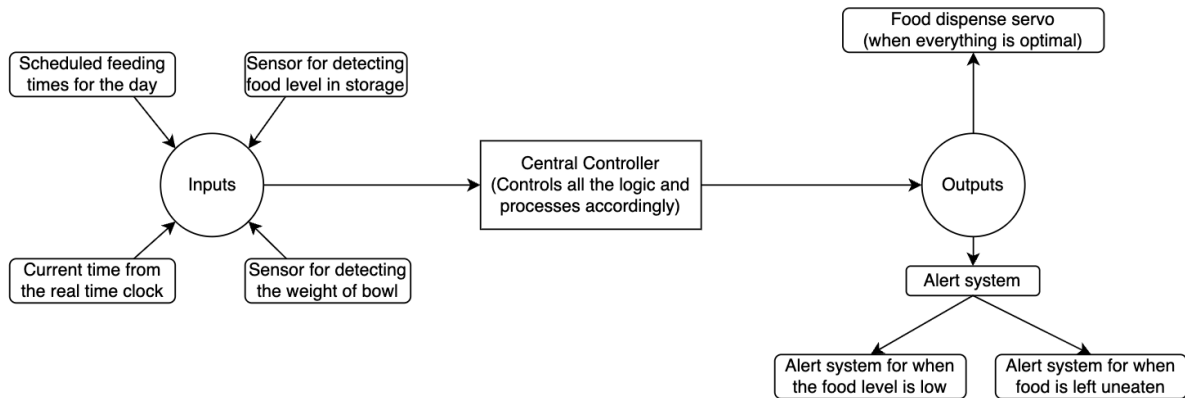 Food dispense servo
(when everything is optimal)
Scheduled feeding
times for the day
Sensor for detecting
food level in storage
Inputs
Central Controller
(Controls all the logic and
processes accordingly)
Outputs
Current time from
the real time clock
Sensor for detecting
the weight of bowl
Alert system
Alert system for when
the food level is low
Alert system for when
food is left uneaten